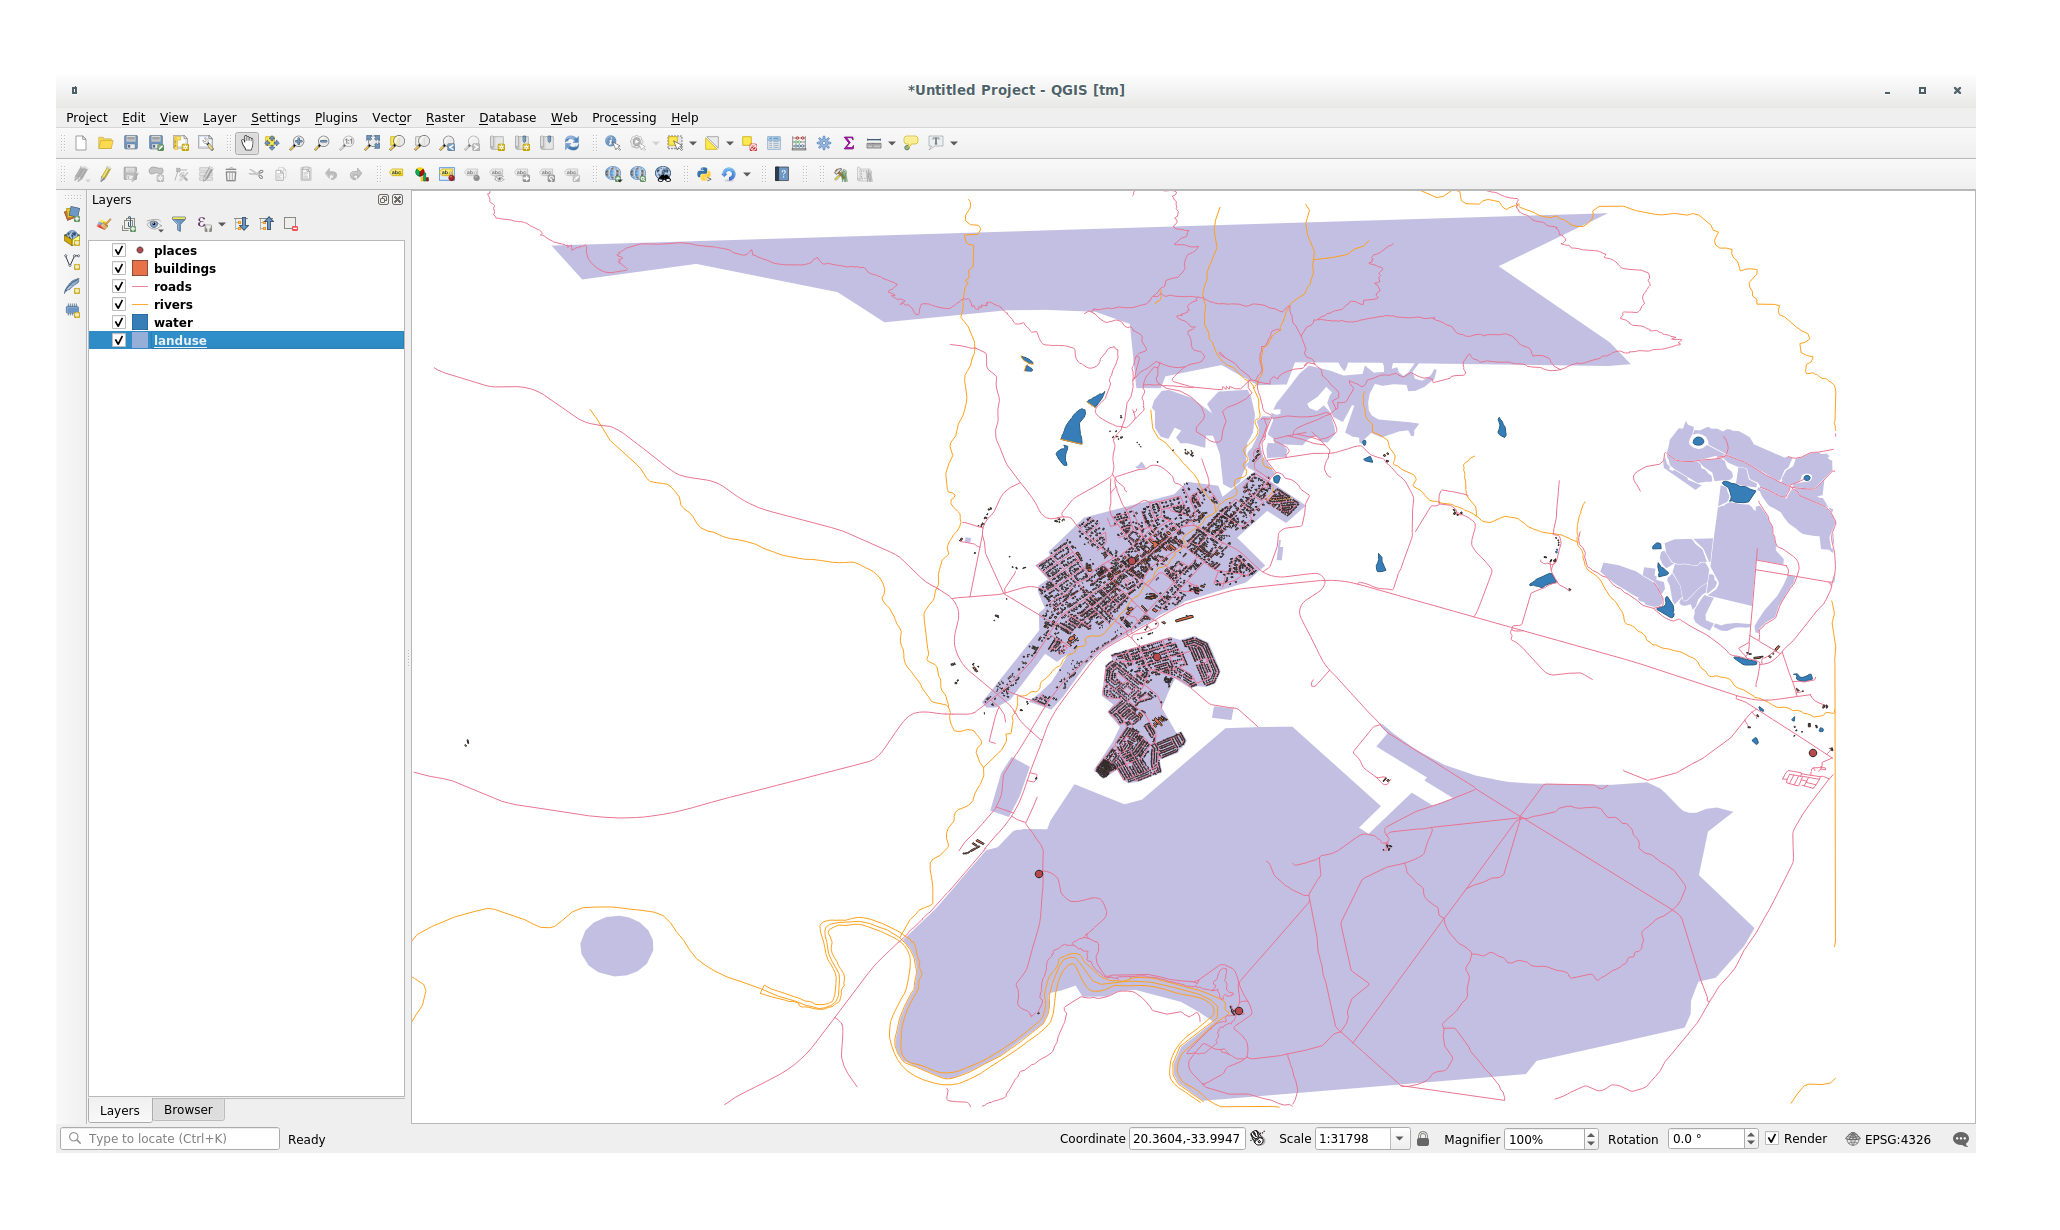 *Untitled Project - QGIS [tm]
Project Edit View Layer Settings Plugins Vector Raster Database Web Processing Help
Layers
places
buildings
roads
rivers
water
landuse
Layers Browser
Type to locate (Ctrl+K) Ready Coordinate 20.3604,-33.9947 Scale 1:31798 Magnifier 100% Rotation 0.0 ° Render EPSG:4326